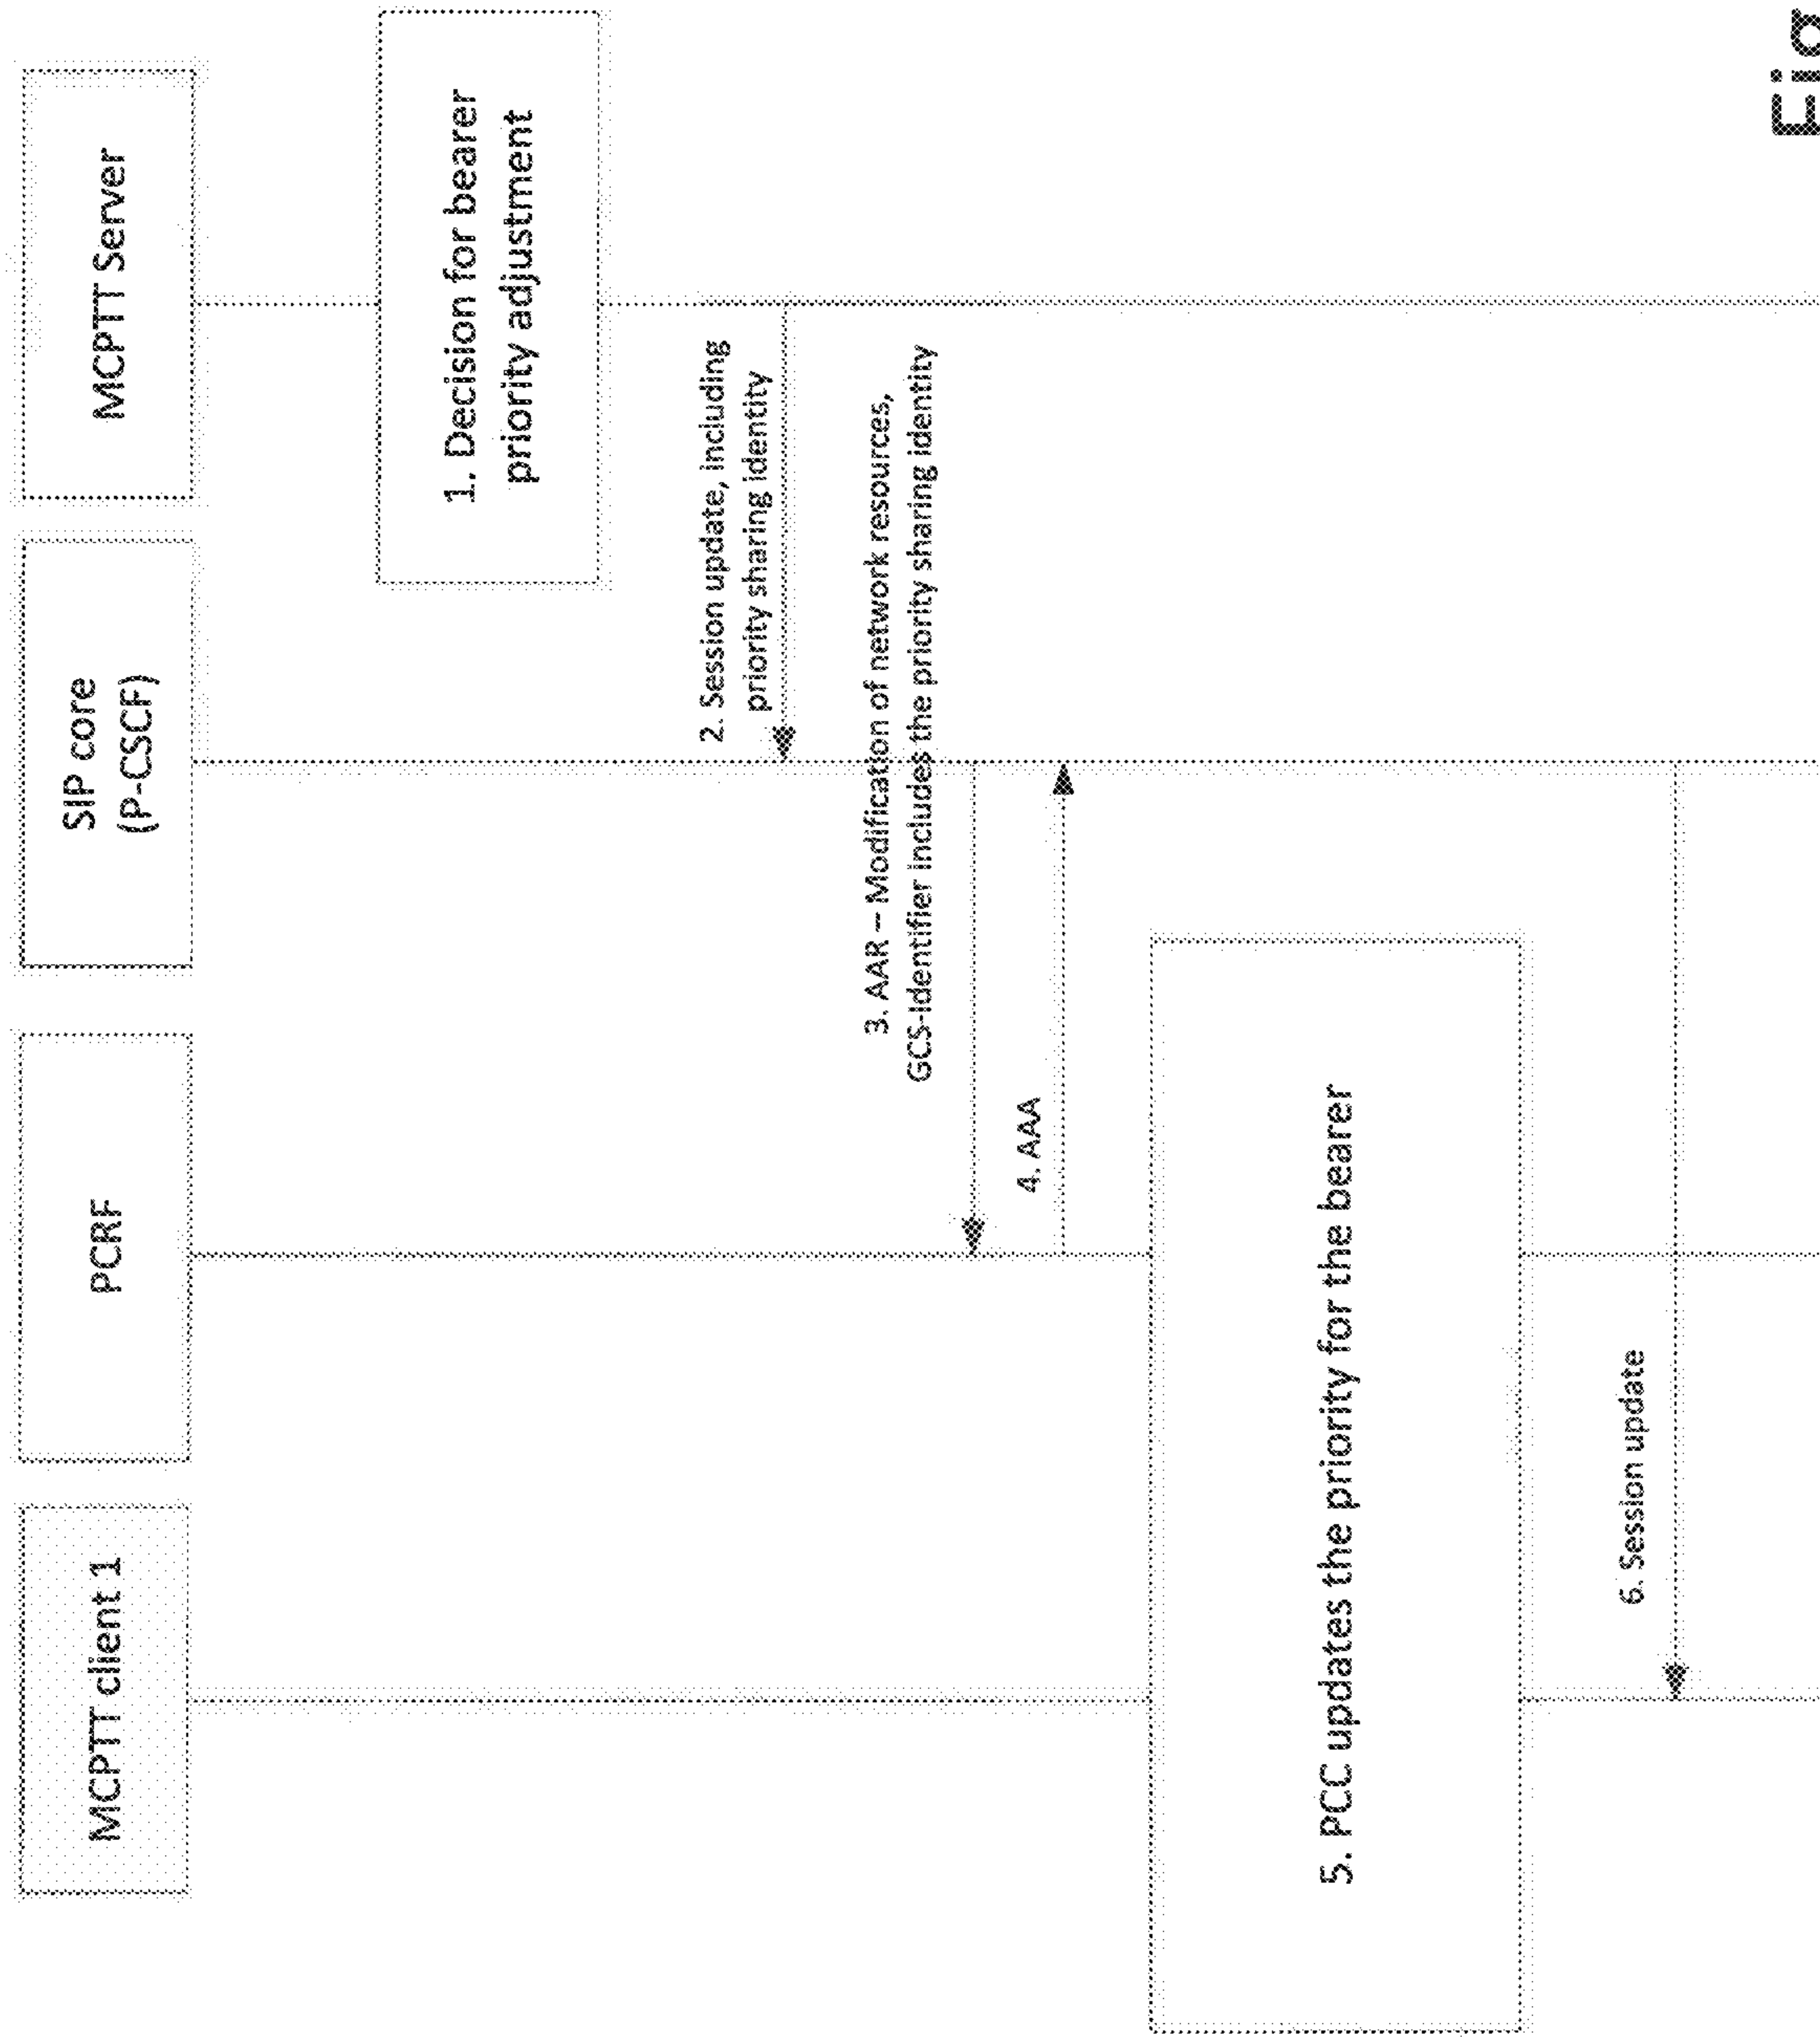 MCPTT client 1
PCRF
SIP core
(P-CSCF)
MCPTT Server
1. Decision for bearer
priority adjustment
2. Session update, including
priority sharing identity
3. AAR – Modification of network resources,
GCS-Identifier includes the priority sharing identity
4. AAA
5. PCC updates the priority for the bearer
6. Session update
Fig